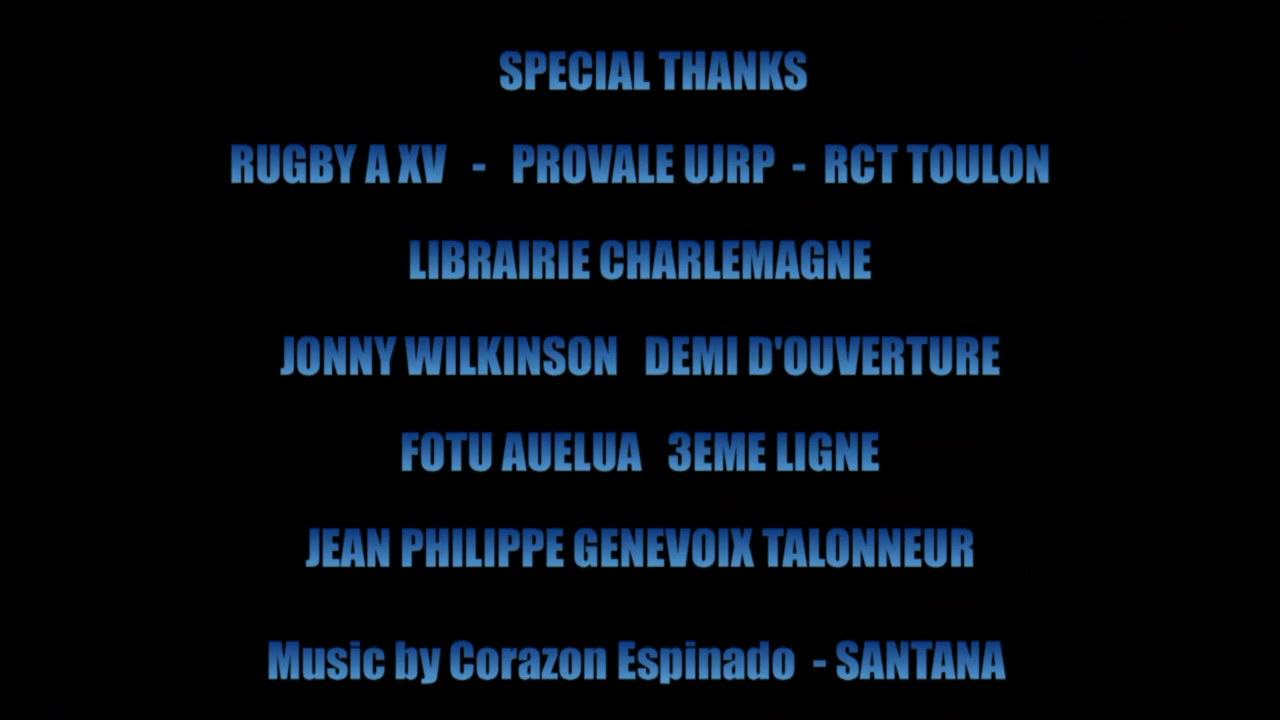 SPECIAL THANKS
RUGBY A XV - PROVALE UJRP - RCT TOULON
LIBRAIRIE CHARLEMAGNE
JONNY WILKINSON DEMI D'OUVERTURE
FOTU AUELUA 3EME LIGNE
JEAN PHILIPPE GENEVOIX TALONNEUR
Music by Corazon Espinado - SANTANA